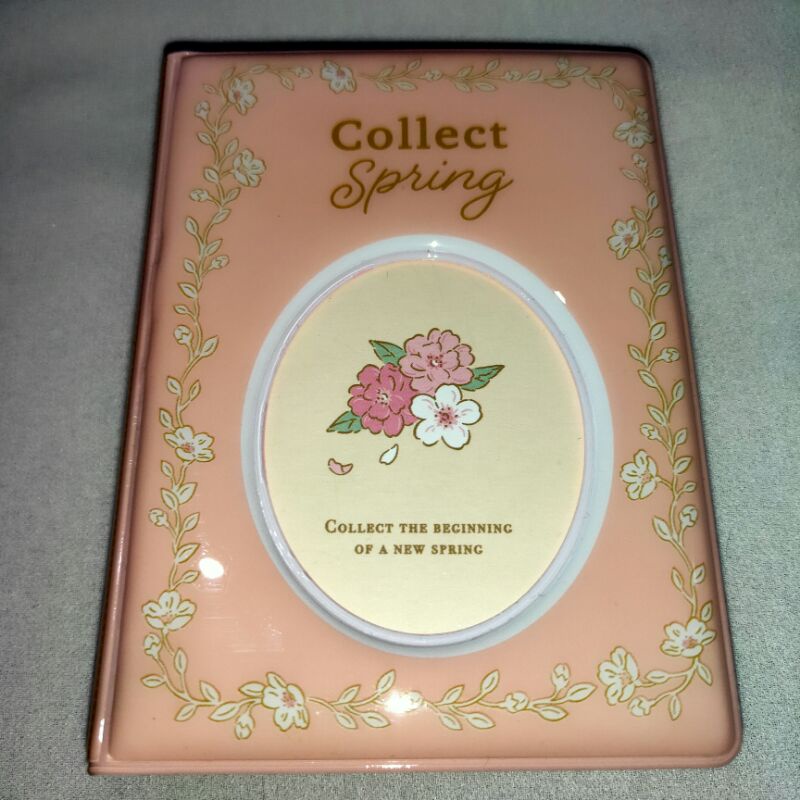 Collect
Spring
COLLECT THE BEGINNING
OF A NEW SPRING